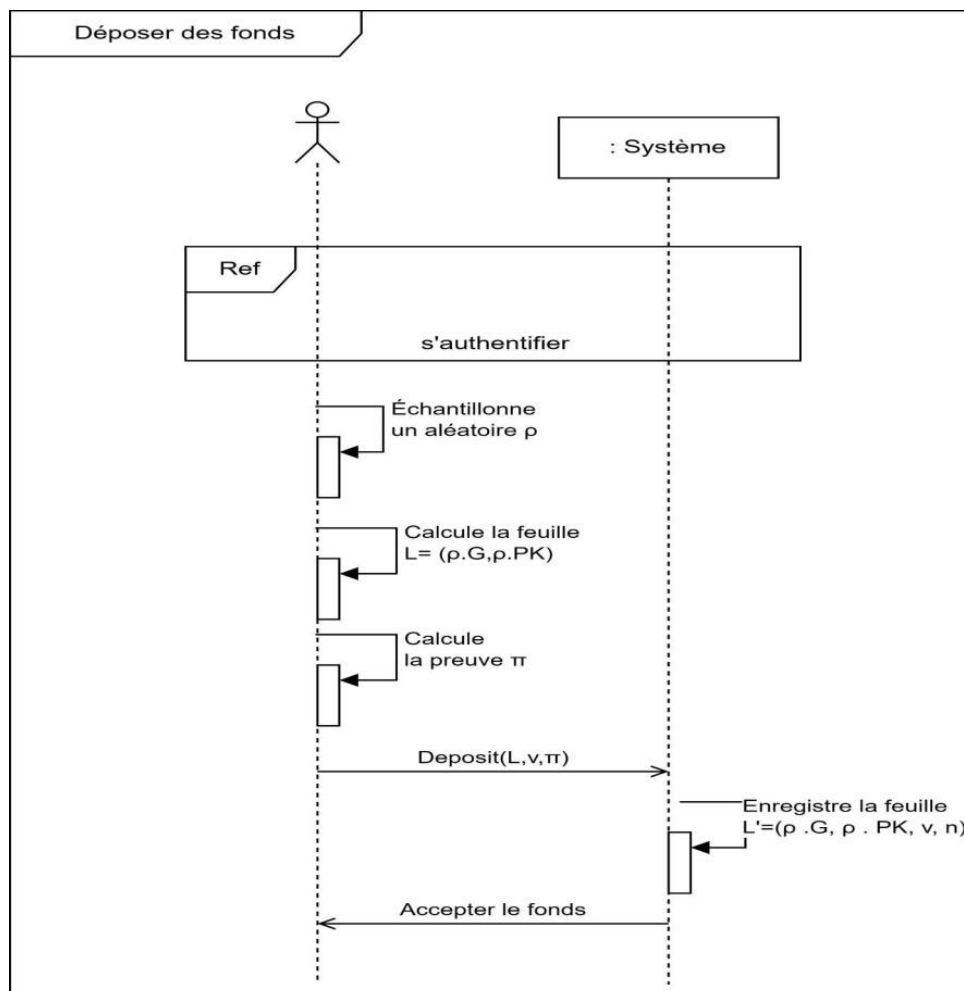 Déposer des fonds
: Système
Ref
s'authentifier
Échantillonne
un aléatoire ρ
Calcule la feuille
L= (ρ.G,ρ.PK)
Calcule
la preuve π
Deposit(L,v,π)
Enregistre la feuille
L'=(ρ .G, ρ . PK, v, n)
Accepter le fonds